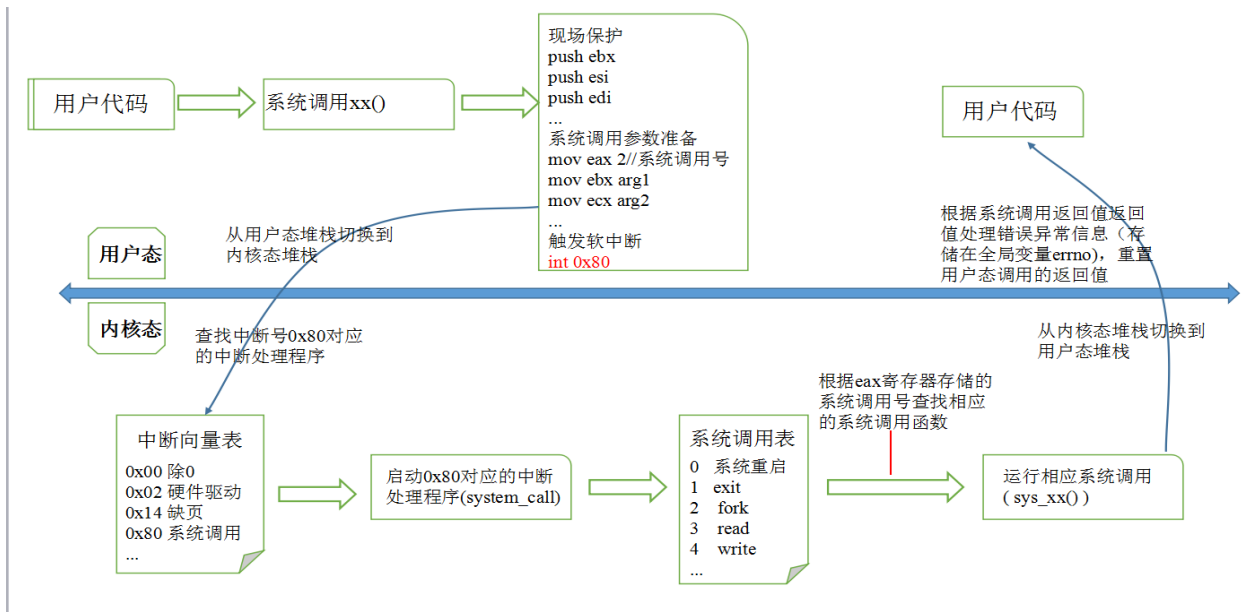 用户代码
系统调用xx()
现场保护
push ebx
push esi
push edi
...
系统调用参数准备
mov eax 2//系统调用号
mov ebx arg1
mov ecx arg2
...
触发软中断
int 0x80
用户代码
从用户态堆栈切换到
内核态堆栈
根据系统调用返回值返回
值处理错误异常信息（存
储在全局变量errno)，重置
用户态调用的返回值
用户态
内核态
查找中断号0x80对应
的中断处理程序
从内核态堆栈切换到
用户态堆栈
根据eax寄存器存储的
系统调用号查找相应
的系统调用函数
中断向量表
0x00 除0
0x02 硬件驱动
0x14 缺页
0x80 系统调用
...
启动0x80对应的中断
处理程序(system_call)
系统调用表
0 系统重启
1 exit
2 fork
3 read
4 write
...
运行相应系统调用
( sys_xx() )